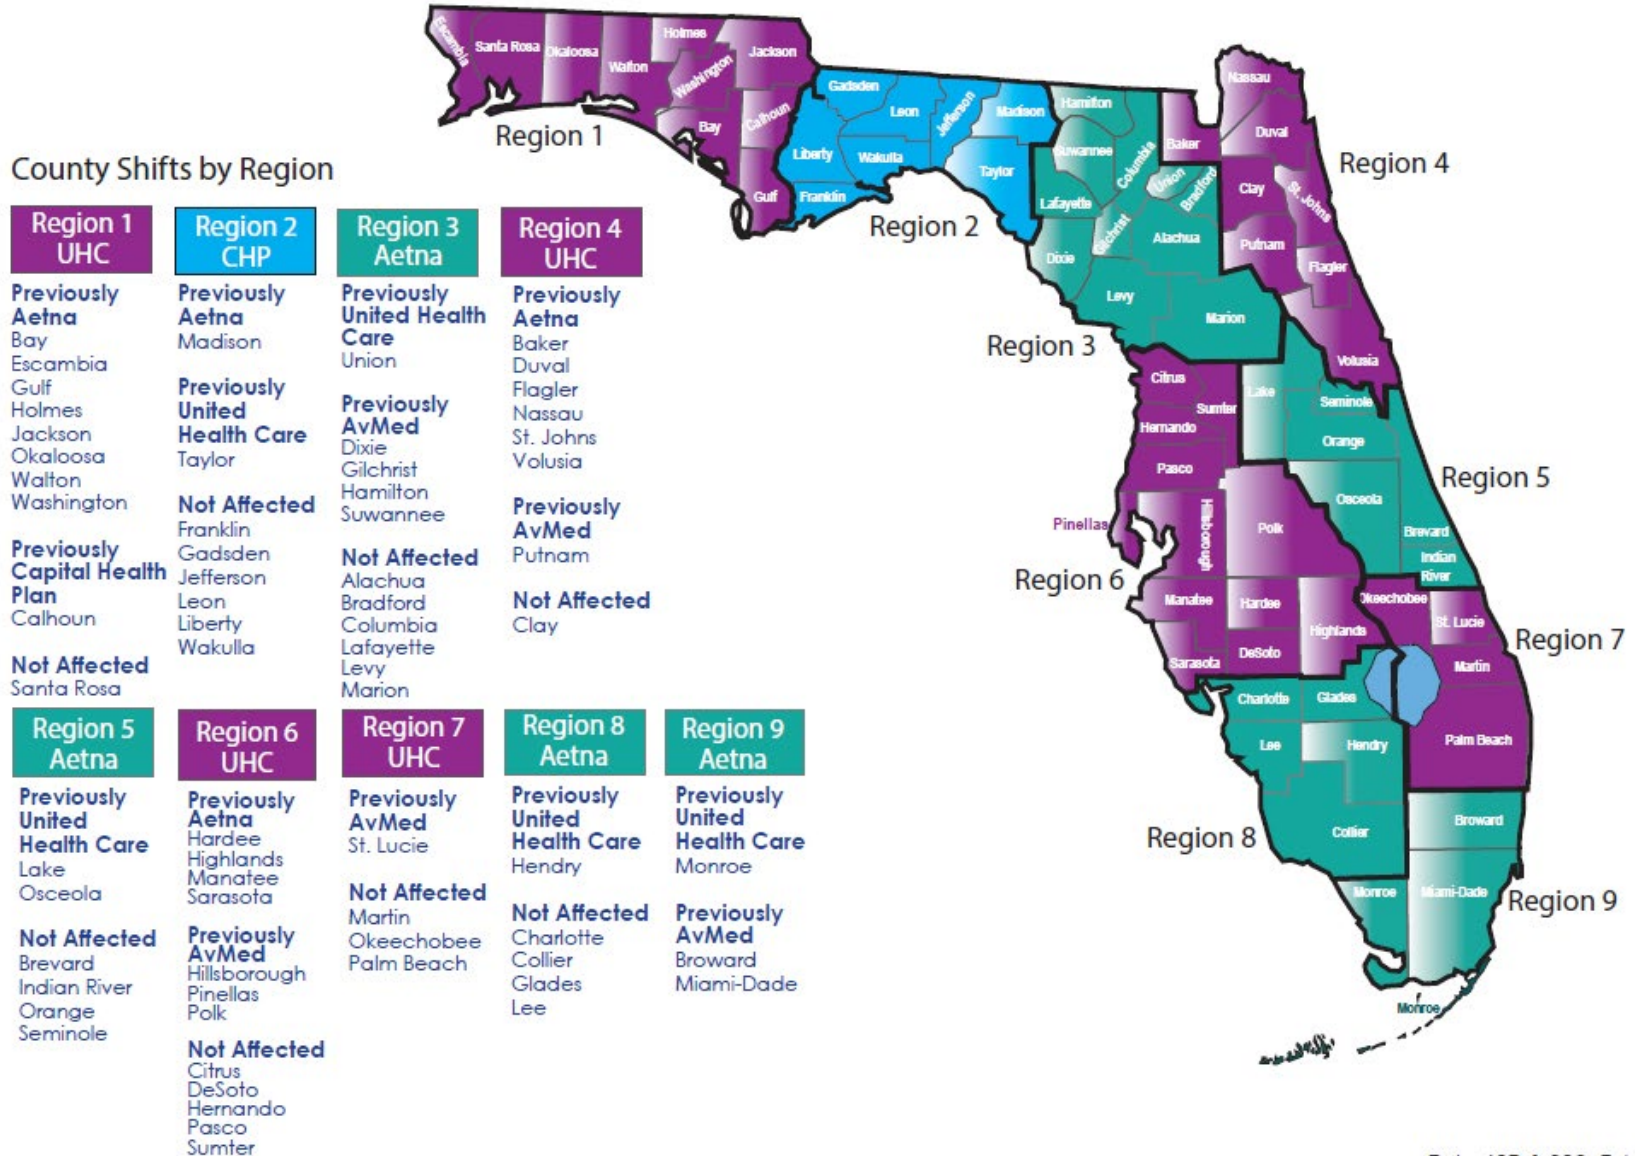 County Shifts by Region
Region 1
UHC
Previously
Aetna
Bay
Escambia
Gulf
Holmes
Jackson
Okaloosa
Walton
Washington
Previously
Capital Health
Plan
Calhoun
Not Affected
Santa Rosa
Region 2
CHP
Previously
Aetna
Madison
Previously
United
Health Care
Taylor
Not Affected
Franklin
Gadsden
Jefferson
Leon
Liberty
Wakulla
Region 3
Aetna
Previously
United Health
Care
Union
Previously
AvMed
Dixie
Gilchrist
Hamilton
Suwannee
Not Affected
Alachua
Bradford
Columbia
Lafayette
Levy
Marion
Region 4
UHC
Previously
Aetna
Baker
Duval
Flagler
Nassau
St. Johns
Volusia
Previously
AvMed
Putnam
Not Affected
Clay
Region 5
Aetna
Previously
United
Health Care
Lake
Osceola
Not Affected
Brevard
Indian River
Orange
Seminole
Region 6
UHC
Previously
Aetna
Hardee
Highlands
Manatee
Sarasota
Previously
AvMed
Hillsborough
Pinellas
Polk
Not Affected
Citrus
DeSoto
Hernando
Pasco
Sumter
Region 7
UHC
Previously
AvMed
St. Lucie
Not Affected
Martin
Okeechobee
Palm Beach
Region 8
Aetna
Previously
United
Health Care
Hendry
Not Affected
Charlotte
Collier
Glades
Lee
Region 9
Aetna
Previously
United
Health Care
Monroe
Previously
AvMed
Broward
Miami-Dade
Escambia
Santa Rosa
Okaloosa
Walton
Holmes
Washington
Jackson
Bay
Calhoun
Gulf
Region 1
Gadsden
Leon
Jefferson
Madison
Liberty
Wakulla
Taylor
Franklin
Region 2
Hamilton
Suwannee
Columbia
Lafayette
Union
Bradford
Gilchrist
Alachua
Dixie
Levy
Marion
Region 3
Nassau
Baker
Duval
Clay
St. Johns
Putnam
Flagler
Volusia
Region 4
Lake
Seminole
Orange
Osceola
Brevard
Indian
River
Region 5
Citrus
Sumter
Hernando
Pasco
Pinellas
Hillsborough
Polk
Manatee
Hardee
Highlands
Sarasota
DeSoto
Region 6
Okeechobee
St. Lucie
Martin
Palm Beach
Region 7
Charlotte
Glades
Lee
Hendry
Collier
Region 8
Broward
Monroe
Miami-Dade
Monroe
Region 9